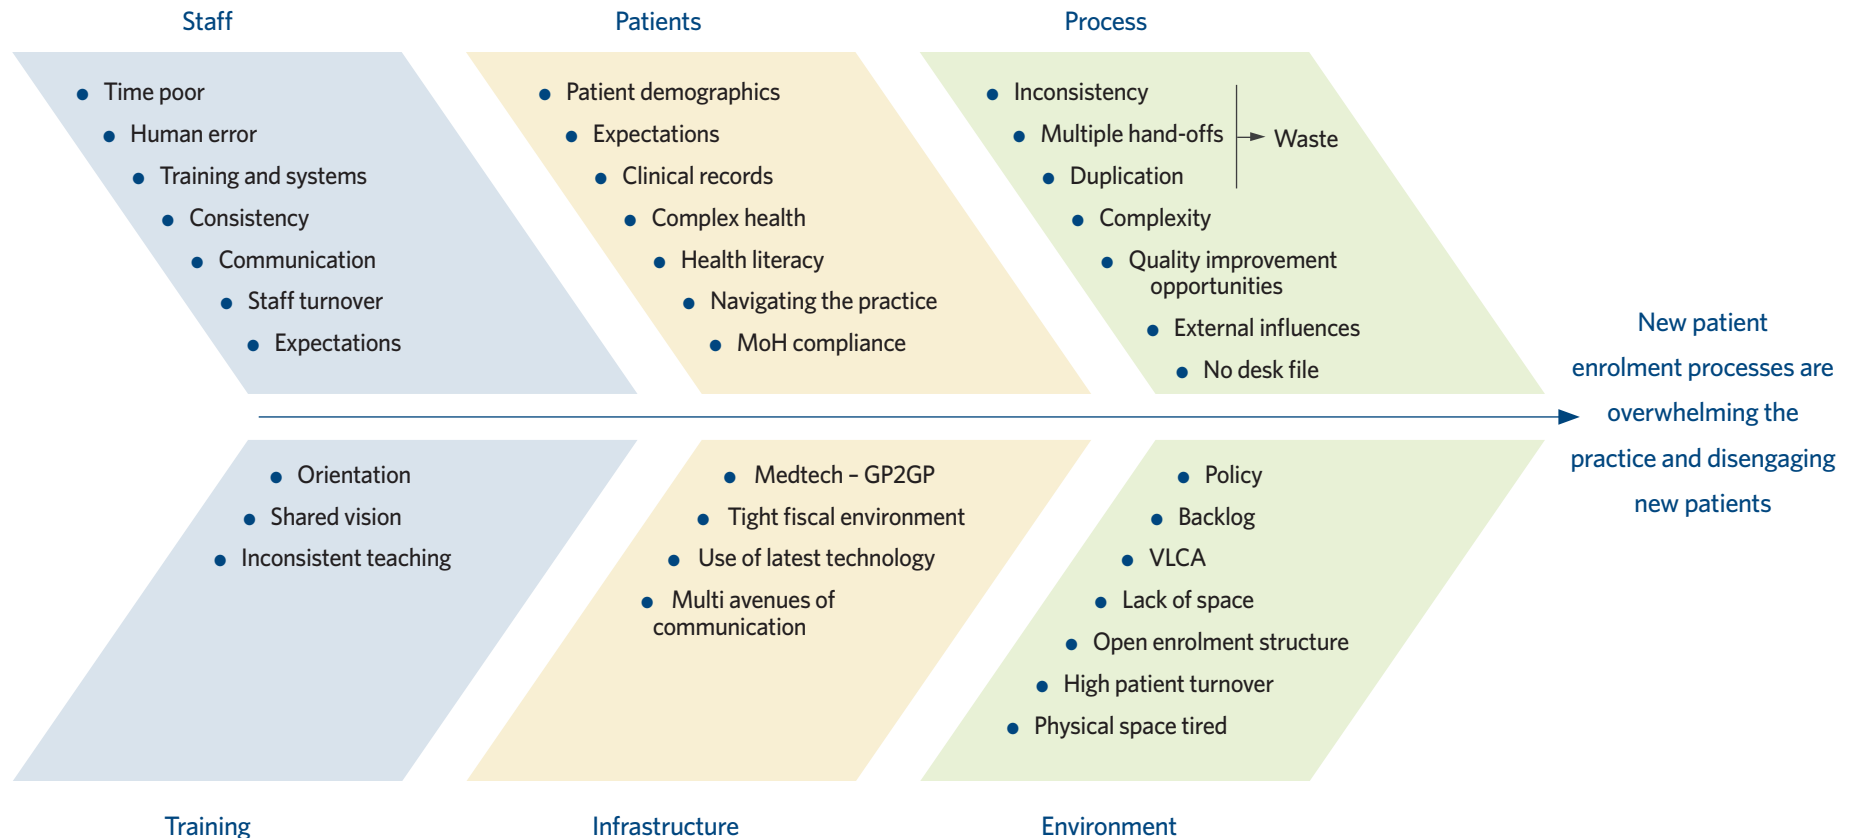 Staff
Patients
Process
Time poor
Human error
Training and systems
Consistency
Communication
Staff turnover
Expectations
Patient demographics
Expectations
Clinical records
Complex health
Health literacy
Navigating the practice
MoH compliance
Inconsistency
Multiple hand-offs
Duplication
Waste
Complexity
Quality improvement
opportunities
External influences
No desk file
New patient
enrolment processes are
overwhelming the
practice and disengaging
new patients
Orientation
Shared vision
Inconsistent teaching
Medtech – GP2GP
Tight fiscal environment
Use of latest technology
Multi avenues of
communication
Policy
Backlog
VLCA
Lack of space
Open enrolment structure
High patient turnover
Physical space tired
Training
Infrastructure
Environment